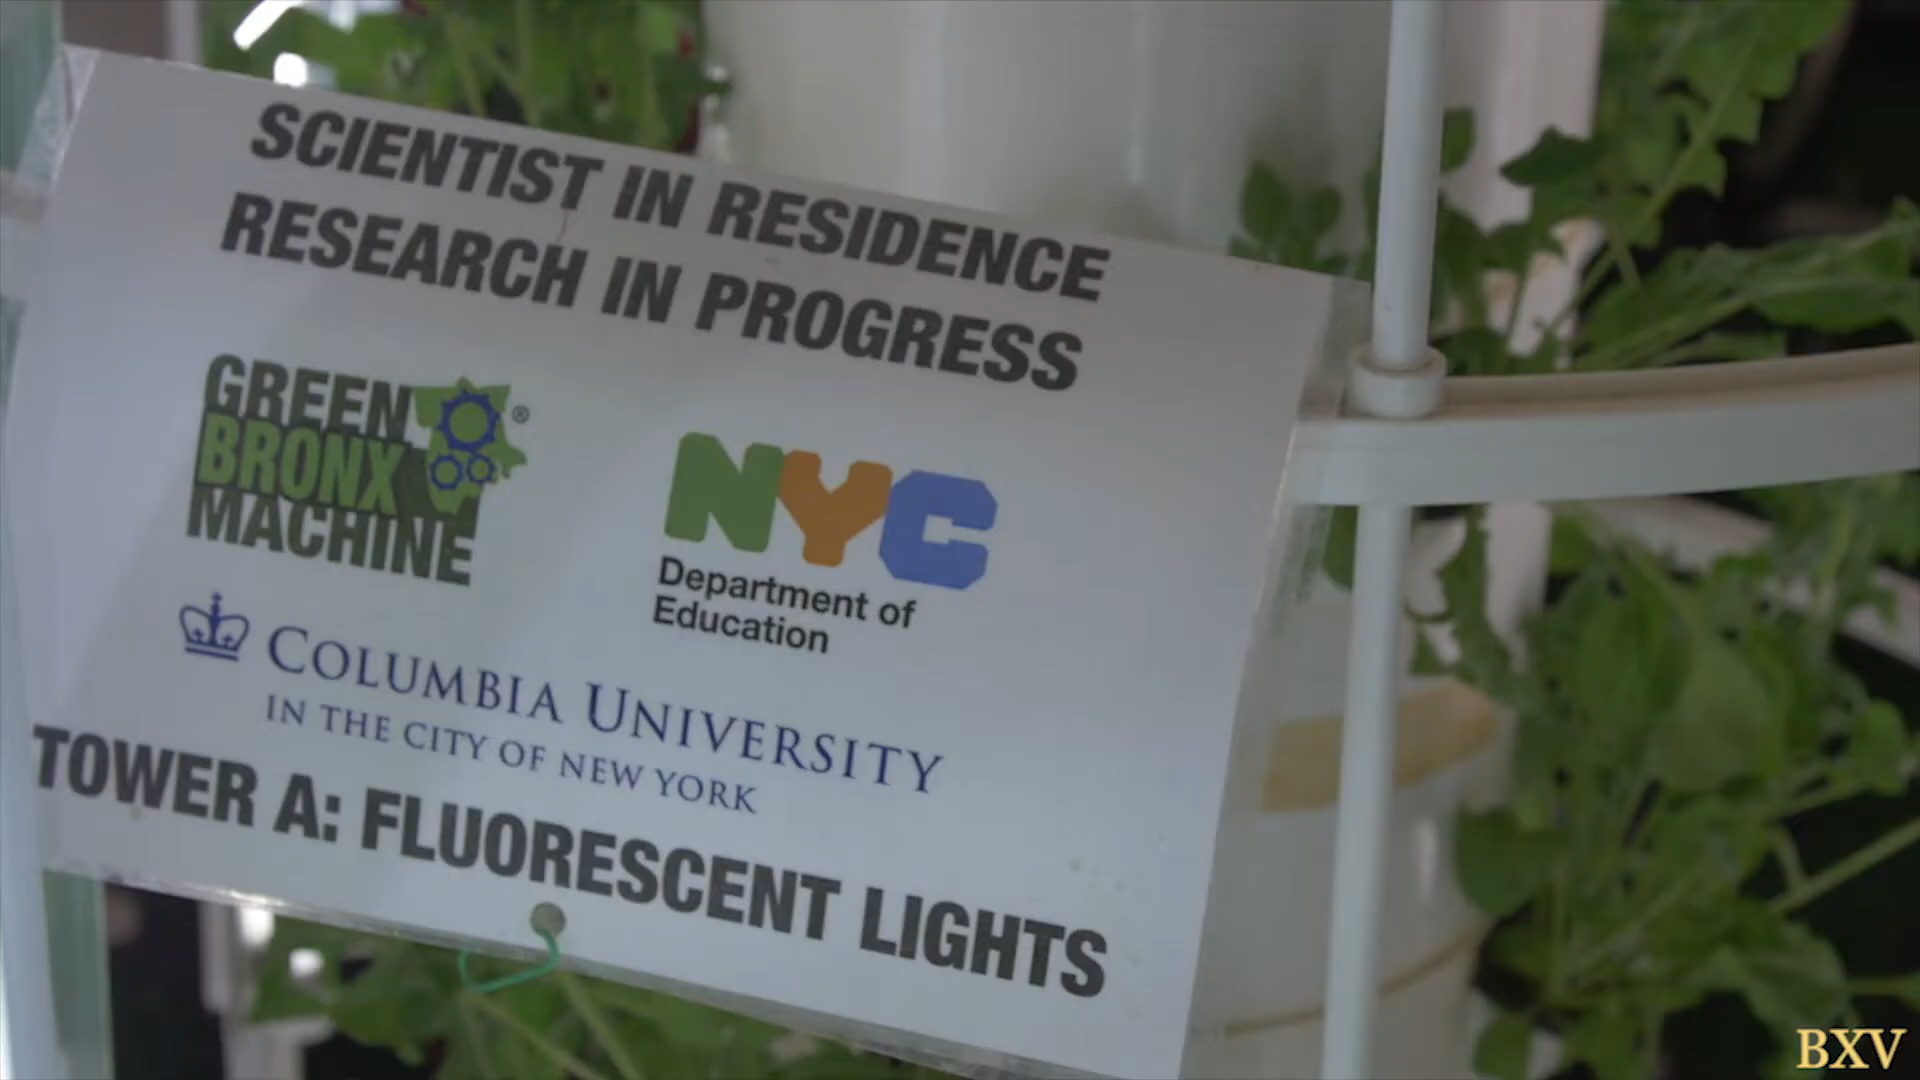 SCIENTIST IN RESIDENCE
RESEARCH IN PROGRESS
GREEN
BRONX
MACHINE
®
NYC
Department of
Education
COLUMBIA UNIVERSITY
IN THE CITY OF NEW YORK
TOWER A: FLUORESCENT LIGHTS
BXV